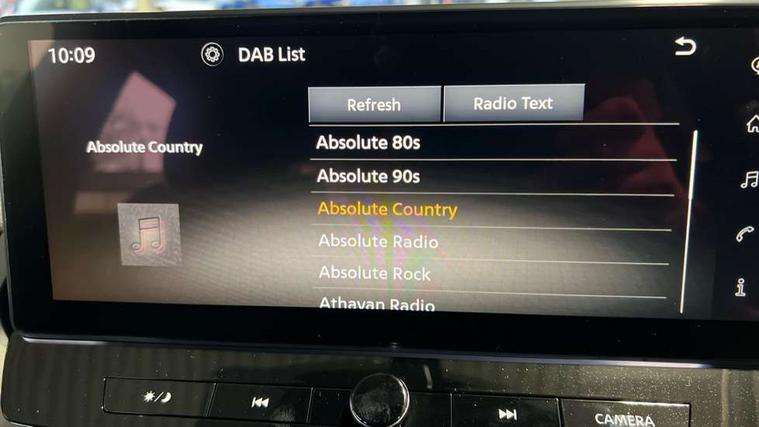 10:09
DAB List
Refresh
Radio Text
Absolute Country
Absolute 80s
Absolute 90s
Absolute Country
Absolute Radio
Absolute Rock
Athavan Radio
CAMERA